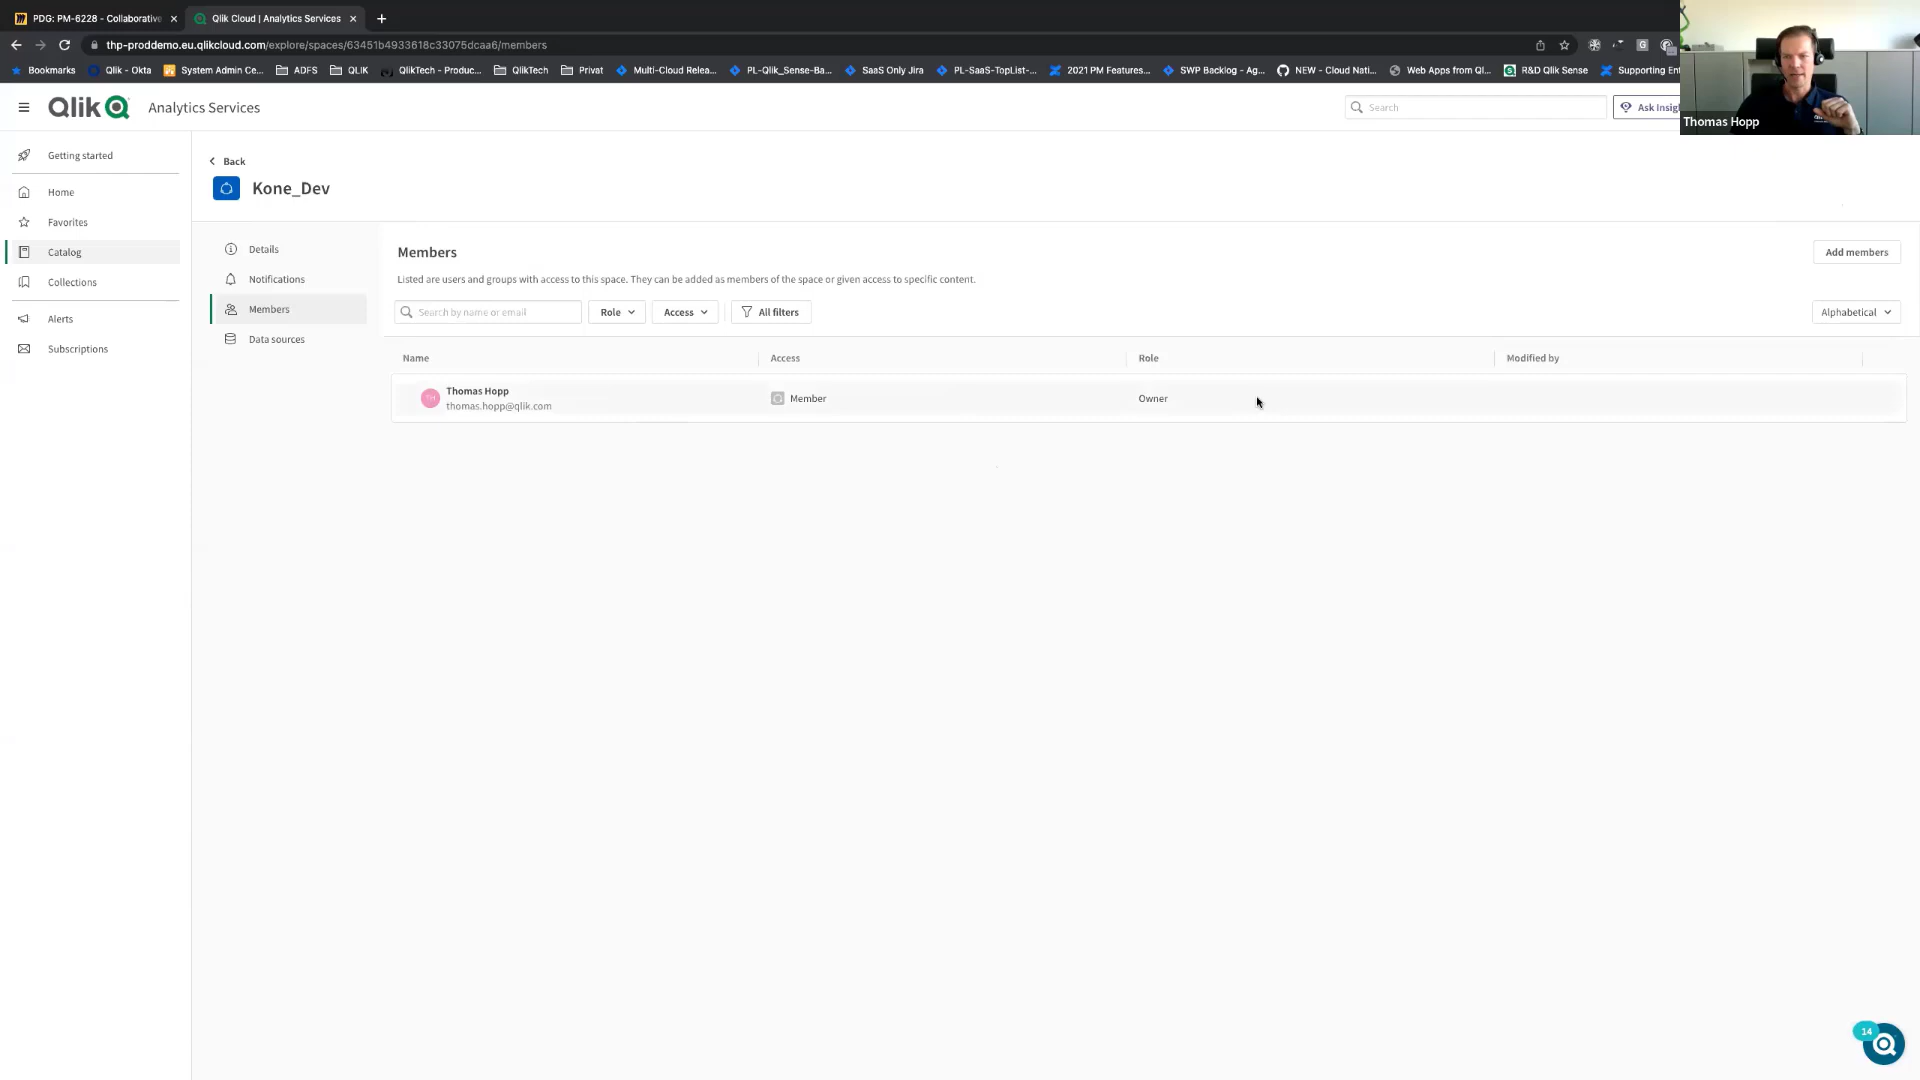 PDG: PM-6228 - Collaborative
Qlik Cloud | Analytics Services
thp-proddemo.eu.qlikcloud.com/explore/spaces/63451b4933618c33075dcaa6/members
Bookmarks
Qlik - Okta
System Admin Ce...
ADFS
QLIK
QlikTech - Produc...
QlikTech
Privat
Multi-Cloud Relea...
PL-Qlik_Sense-Ba...
SaaS Only Jira
PL-SaaS-TopList-...
2021 PM Features...
SWP Backlog - Ag...
NEW - Cloud Nati...
Web Apps from Ql...
R&D Qlik Sense
Supporting Ent
Qlik
Analytics Services
Search
Ask Insigh
Thomas Hopp
Getting started
Home
Favorites
Catalog
Collections
Alerts
Subscriptions
Back
Kone_Dev
Details
Notifications
Members
Data sources
Members
Add members
Listed are users and groups with access to this space. They can be added as members of the space or given access to specific content.
Search by name or email
Role
Access
All filters
Alphabetical
Name
Access
Role
Modified by
TH
Thomas Hopp
thomas.hopp@qlik.com
Member
Owner
14